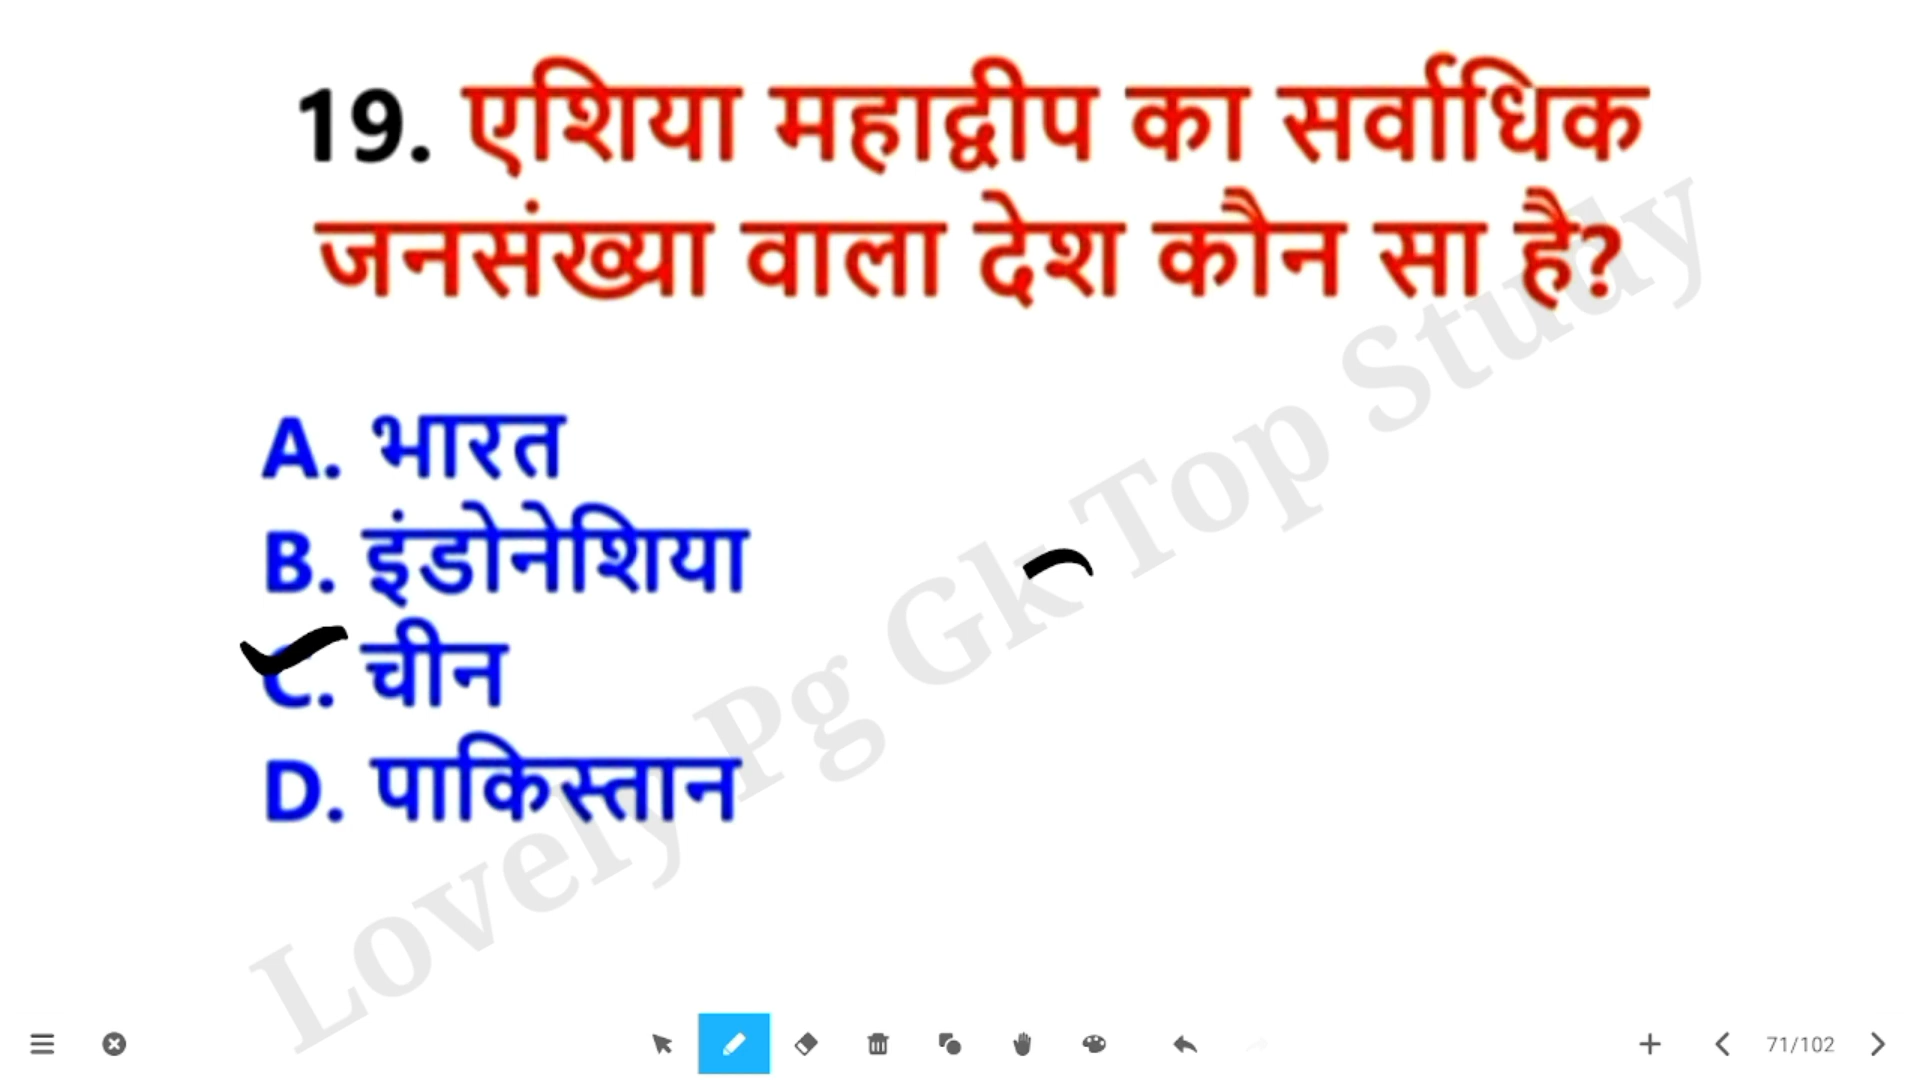 19. एशिया महाद्वीप का सर्वाधिक
जनसंख्या वाला देश कौन सा है?
A. भारत
B. इंडोनेशिया
C. चीन
D. पाकिस्तान
Lovely Pg Gk Top Study
71/102